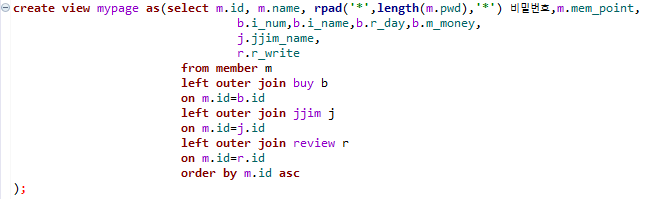 create view mypage as(select m.id, m.name, rpad('*',length(m.pwd),'*') 비밀번호,m.mem_point,
b.i_num,b.i_name,b.r_day,b.m_money,
j.jjim_name,
r.r_write
from member m
left outer join buy b
on m.id=b.id
left outer join jjim j
on m.id=j.id
left outer join review r
on m.id=r.id
order by m.id asc
);